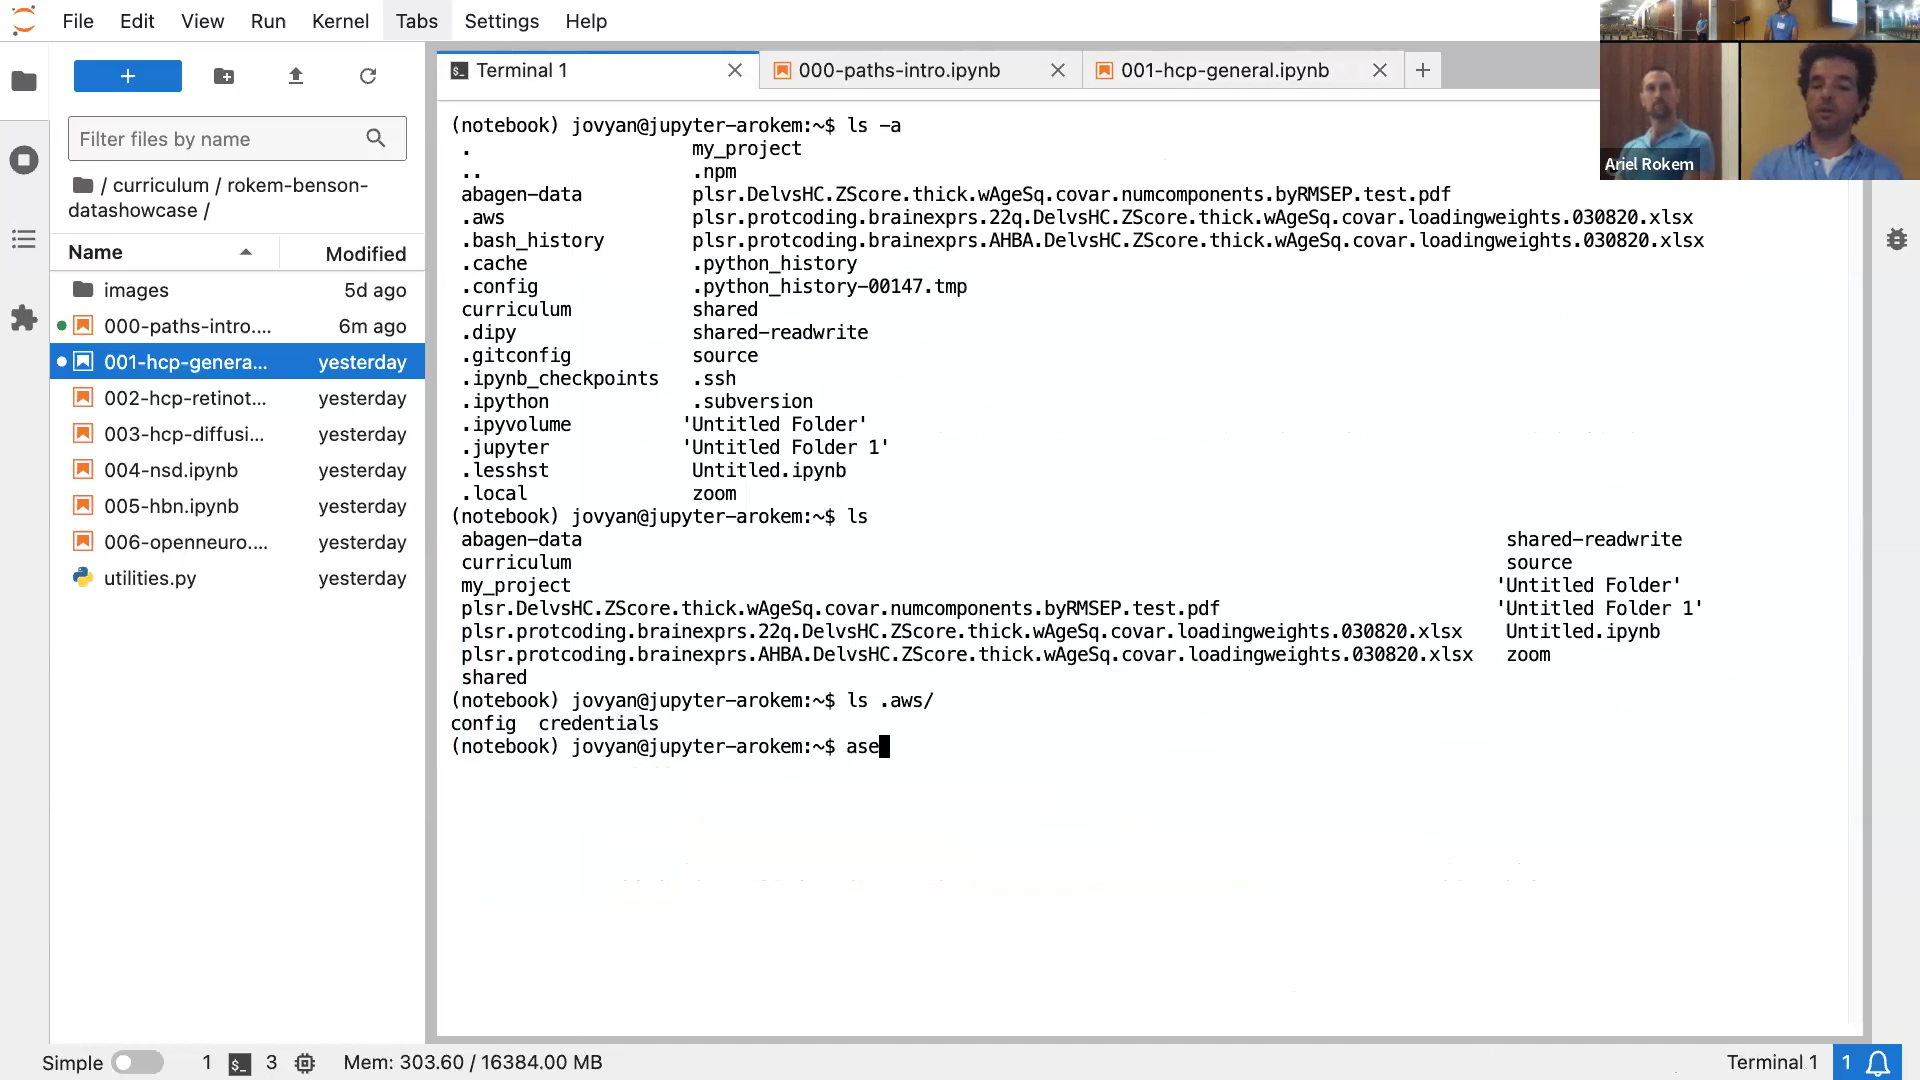 File Edit View Run Kernel Tabs Settings Help
Ariel Rokem
Filter files by name
/ curriculum / rokem-benson-
datashowcase /
Name Modified
images 5d ago
000-paths-intro.... 6m ago
001-hcp-genera... yesterday
002-hcp-retinot... yesterday
003-hcp-diffusi... yesterday
004-nsd.ipynb yesterday
005-hbn.ipynb yesterday
006-openneuro.... yesterday
utilities.py yesterday
Terminal 1 000-paths-intro.ipynb 001-hcp-general.ipynb
(notebook) jovyan@jupyter-arokem:~$ ls -a
. my_project
.. .npm
abagen-data plsr.DelvsHC.ZScore.thick.wAgeSq.covar.numcomponents.byRMSEP.test.pdf
.aws plsr.protcoding.brainexprs.22q.DelvsHC.ZScore.thick.wAgeSq.covar.loadingweights.030820.xlsx
.bash_history plsr.protcoding.brainexprs.AHBA.DelvsHC.ZScore.thick.wAgeSq.covar.loadingweights.030820.xlsx
.cache .python_history
.config .python_history-00147.tmp
curriculum shared
.dipy shared-readwrite
.gitconfig source
.ipynb_checkpoints .ssh
.ipython .subversion
.ipyvolume 'Untitled Folder'
.jupyter 'Untitled Folder 1'
.lesshst Untitled.ipynb
.local zoom
(notebook) jovyan@jupyter-arokem:~$ ls
abagen-data shared-readwrite
curriculum source
my_project 'Untitled Folder'
plsr.DelvsHC.ZScore.thick.wAgeSq.covar.numcomponents.byRMSEP.test.pdf 'Untitled Folder 1'
plsr.protcoding.brainexprs.22q.DelvsHC.ZScore.thick.wAgeSq.covar.loadingweights.030820.xlsx Untitled.ipynb
plsr.protcoding.brainexprs.AHBA.DelvsHC.ZScore.thick.wAgeSq.covar.loadingweights.030820.xlsx zoom
shared
(notebook) jovyan@jupyter-arokem:~$ ls .aws/
config credentials
(notebook) jovyan@jupyter-arokem:~$ ase
Simple 1 3 Mem: 303.60 / 16384.00 MB Terminal 1 1